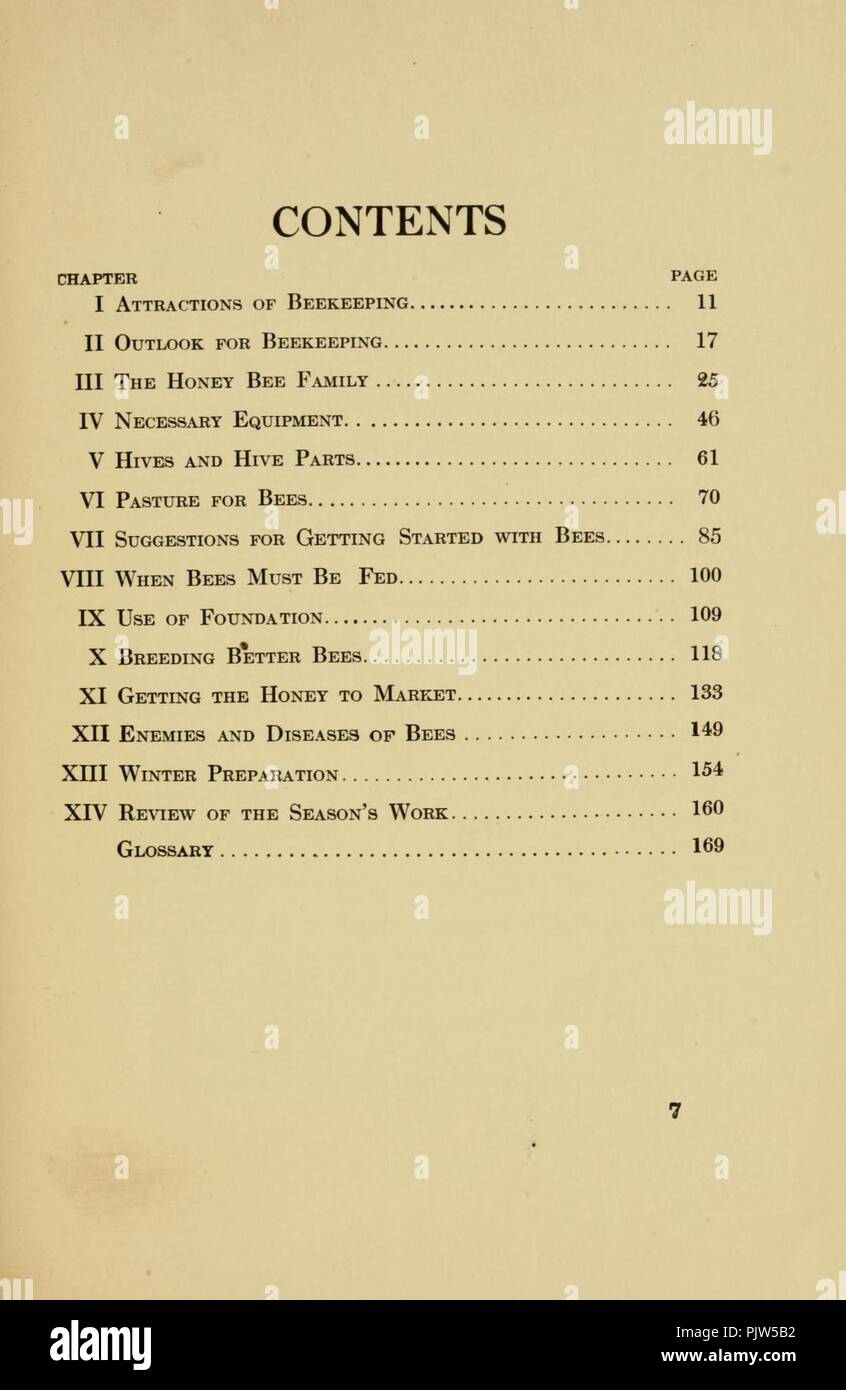 CONTENTS
CHAPTER PAGE
I ATTRACTIONS OF BEEKEEPING........................ 11
II OUTLOOK FOR BEEKEEPING........................... 17
III THE HONEY BEE FAMILY ............................ 25
IV NECESSARY EQUIPMENT............................... 46
V HIVES AND HIVE PARTS.............................. 61
VI PASTURE FOR BEES.................................. 70
VII SUGGESTIONS FOR GETTING STARTED WITH BEES........ 85
VIII WHEN BEES MUST BE FED.......................... 100
IX USE OF FOUNDATION................................. 109
X BREEDING BETTER BEES.............................. 118
XI GETTING THE HONEY TO MARKET..................... 133
XII ENEMIES AND DISEASES OF BEES .................... 149
XIII WINTER PREPARATION............................... 154
XIV REVIEW OF THE SEASON'S WORK..................... 160
GLOSSARY ........................................... 169
7
alamy
Image ID: PJW5B2
www.alamy.com